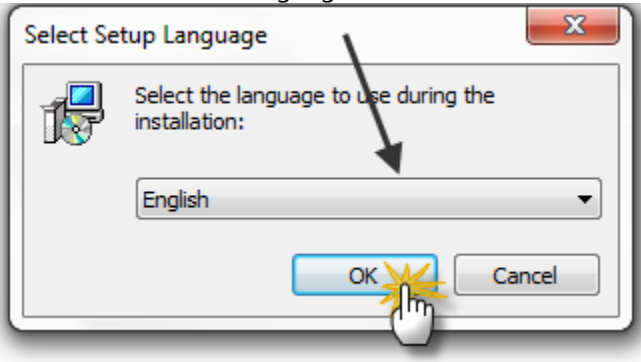 Select Setup Language
Select the language to use during the
installation:
English
OK
Cancel